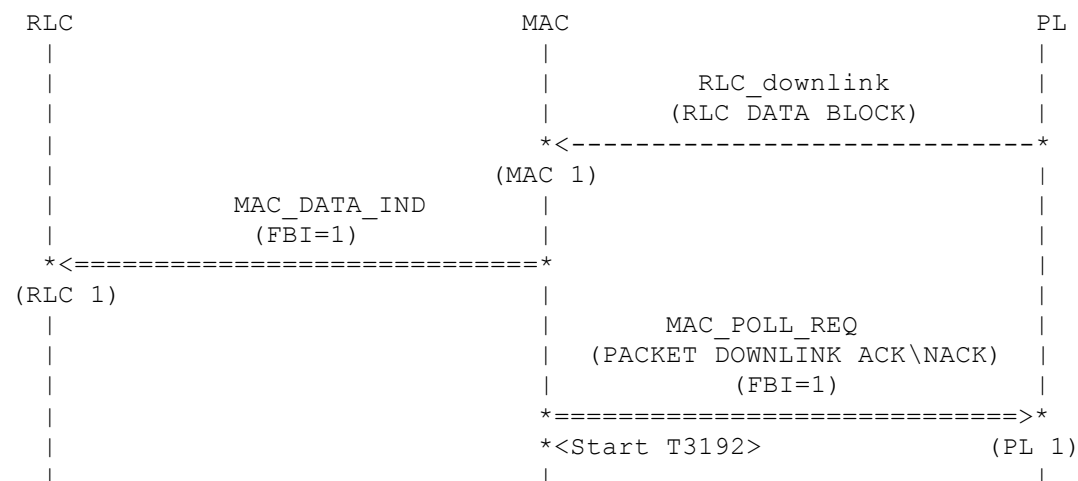 RLC MAC PL
| | |
| | RLC_downlink |
| | (RLC DATA BLOCK) |
| *<-----------------------------*
| (MAC 1) |
| MAC_DATA_IND | |
| (FBI=1) | |
*<=============================* |
(RLC 1) | |
| | MAC_POLL_REQ |
| | (PACKET DOWNLINK ACK\NACK) |
| | (FBI=1) |
| *=============================>*
| *<Start T3192> (PL 1)
| | |